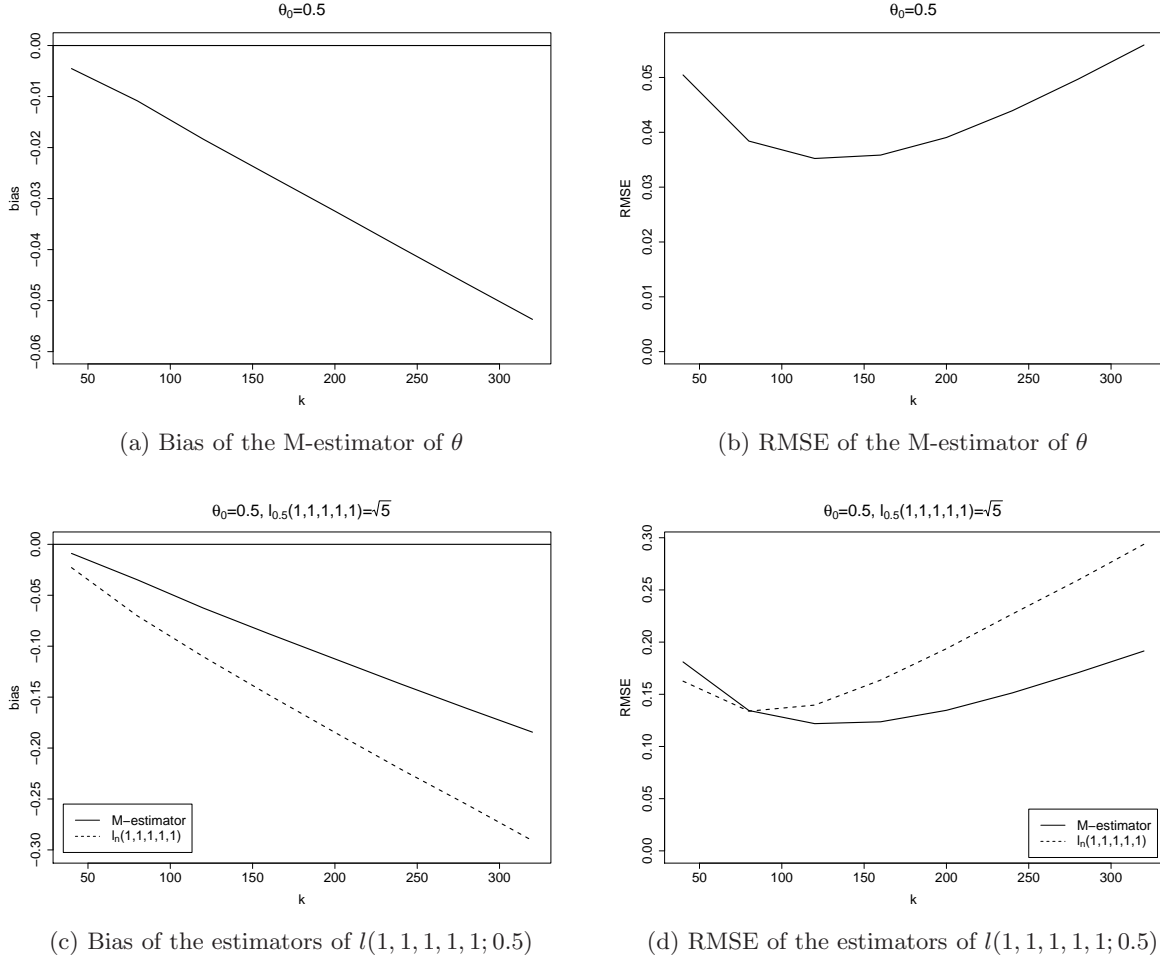 θ0=0.5
0.00
−0.01
−0.02
−0.03
−0.04
−0.05
−0.06
bias
50 100 150 200 250 300
k
(a) Bias of the M-estimator of θ
θ0=0.5
0.05
0.04
0.03
0.02
0.01
0.00
RMSE
50 100 150 200 250 300
k
(b) RMSE of the M-estimator of θ
θ0=0.5, l0.5(1,1,1,1,1)=√5
0.00
−0.05
−0.10
−0.15
−0.20
−0.25
−0.30
bias
M−estimator
ln(1,1,1,1,1)
50 100 150 200 250 300
k
(c) Bias of the estimators of l(1, 1, 1, 1, 1; 0.5)
θ0=0.5, l0.5(1,1,1,1,1)=√5
0.30
0.25
0.20
0.15
0.10
0.05
0.00
RMSE
M−estimator
ln(1,1,1,1,1)
50 100 150 200 250 300
k
(d) RMSE of the estimators of l(1, 1, 1, 1, 1; 0.5)